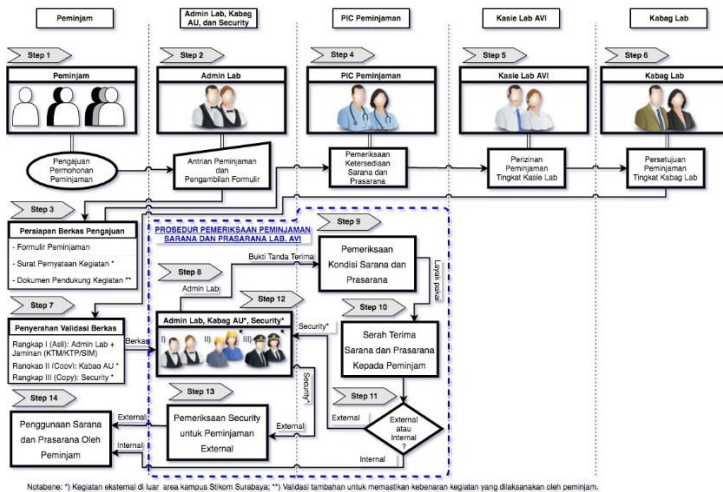 Peminjam
Admin Lab, Kabag
AU, dan Security
PIC Peminjaman
Kasie Lab AVI
Kabag Lab
Step 1
Step 2
Step 4
Step 5
Step 6
Peminjam
Admin Lab
PIC Peminjaman
Kasie Lab AVI
Kabag Lab
Pengajuan
Permohonan
Peminjaman
Antrian Peminjaman
dan
Pengambilan Formulir
Pemeriksaan
Ketersediaan
Sarana dan
Prasarana
Perizinan
Peminjaman
Tingkat Kasie Lab
Persetujuan
Peminjaman
Tingkat Kabag Lab
Step 3
Persiapan Berkas Pengajuan
- Formulir Peminjaman
- Surat Pernyataan Kegiatan *
- Dokumen Pendukung Kegiatan **
PROSEDUR PEMERIKSAAN PEMINJAMAN
SARANA DAN PRASARANA LAB. AVI
Step 8
Admin Lab
Bukti Tanda Terima
Step 9
Pemeriksaan
Kondisi Sarana dan
Prasarana
Layak pakai
Step 7
Penyerahan Validasi Berkas
Rangkap I (Asli): Admin Lab +
Jaminan (KTM/KTP/SIM)
Rangkap II (Copy): Kabag AU *
Rangkap III (Copy): Security *
Berkas
Step 12
Admin Lab, Kabag AU*, Security*
I)
II)
*
III)
*
Security*
Step 10
Serah Terima
Sarana dan Prasarana
Kepada Peminjam
Security*
Step 11
External
atau
Internal
?
External
Internal
Step 13
Pemeriksaan Security
untuk Peminjaman
External
External
Step 14
Penggunaan Sarana
dan Prasarana Oleh
Peminjam
External
Internal
Notabene: *) Kegiatan eksternal di luar area kampus Stikom Surabaya; **) Validasi tambahan untuk memastikan kebenaran kegiatan yang dilaksanakan oleh peminjam.